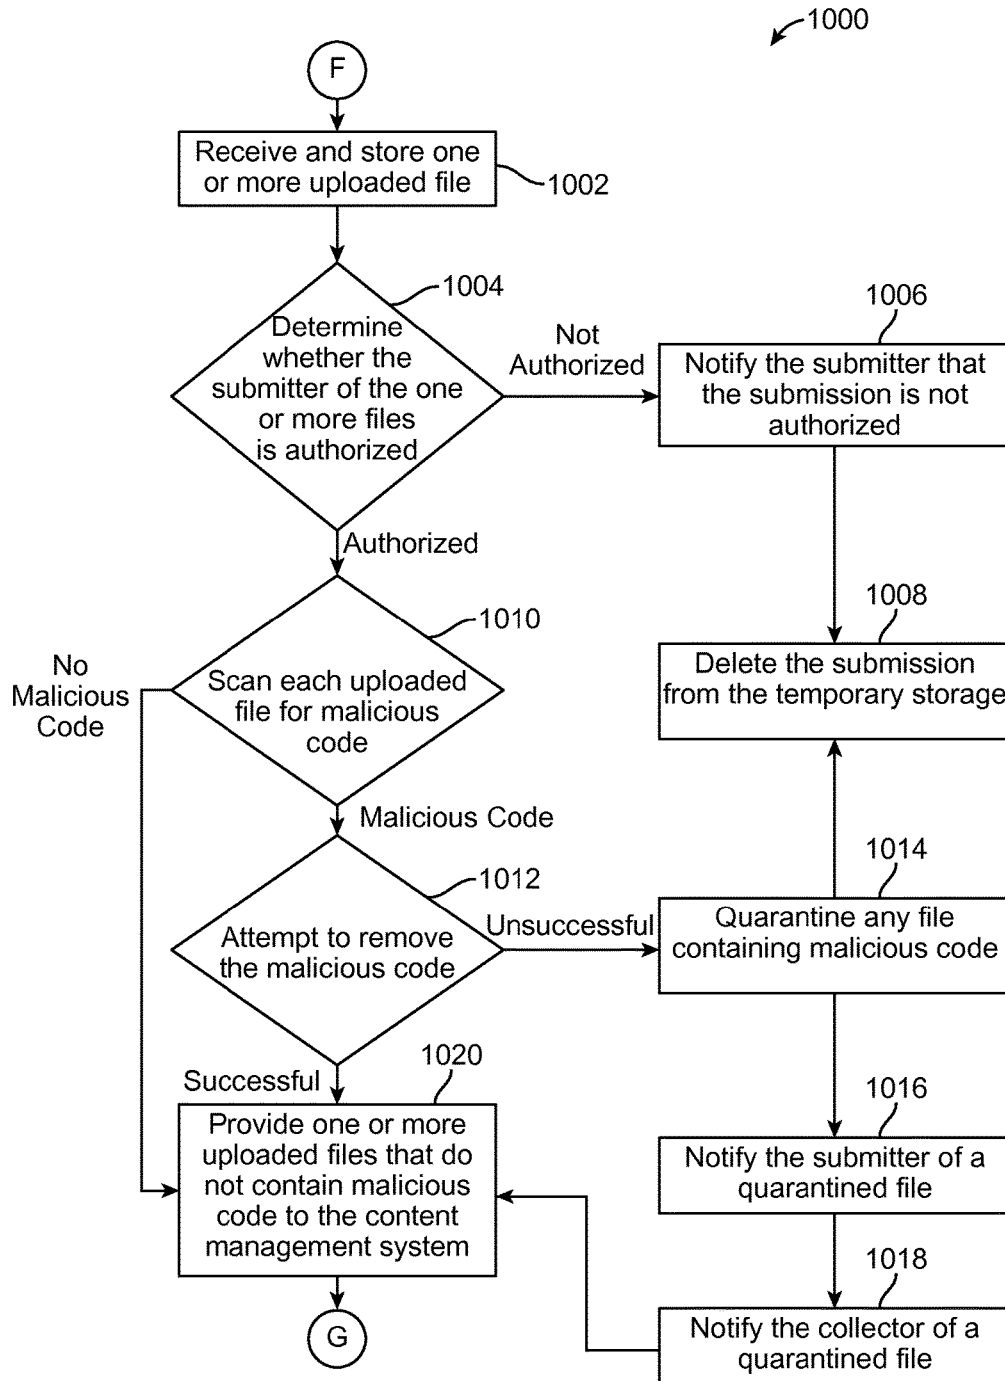 1000
F
Receive and store one
or more uploaded file
1002
1004
Determine
whether the
submitter of the one
or more files
is authorized
Not
Authorized
1006
Notify the submitter that
the submission is not
authorized
Authorized
1008
Delete the submission
from the temporary storage
1010
Scan each uploaded
file for malicious
code
No
Malicious
Code
Malicious Code
1012
Attempt to remove
the malicious code
Unsuccessful
1014
Quarantine any file
containing malicious code
Successful
1020
Provide one or more
uploaded files that do
not contain malicious
code to the content
management system
1016
Notify the submitter of a
quarantined file
1018
Notify the collector of a
quarantined file
G